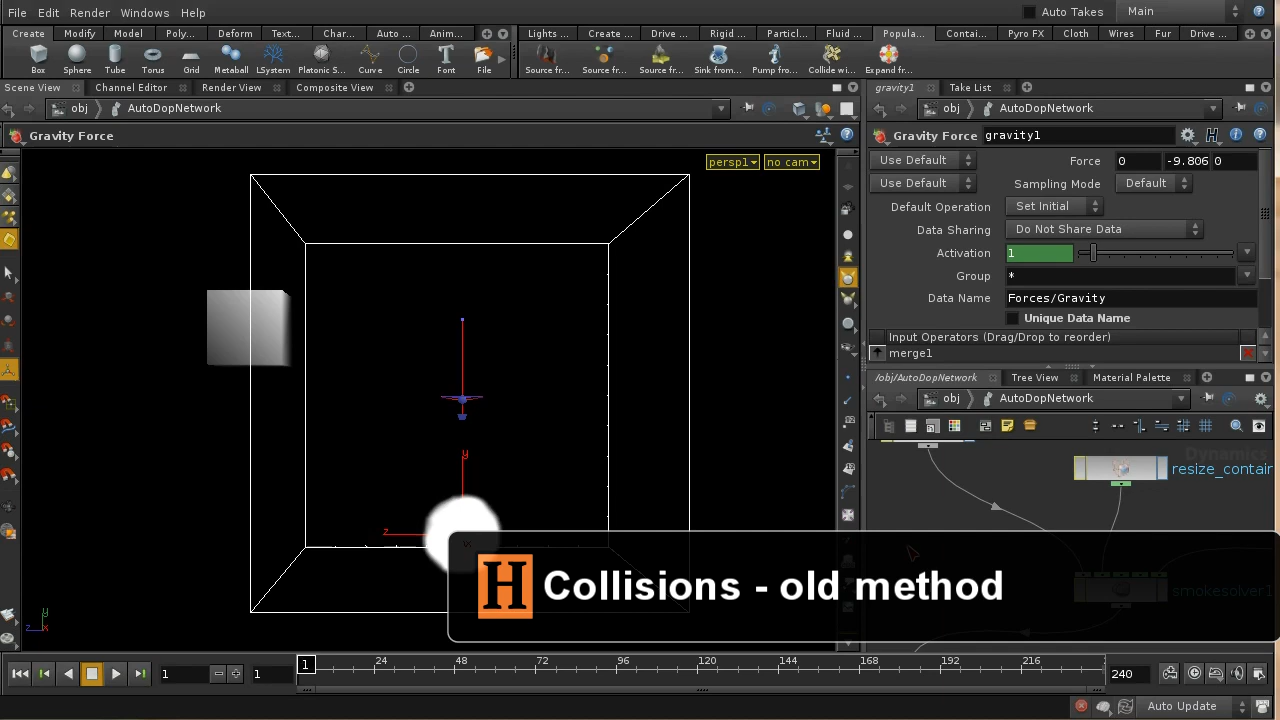 File Edit Render Windows Help Auto Takes Main
Create Modify Model Poly... Deform Text... Char... Auto ... Anim... Lights ... Create ... Drive ... Rigid ... Particl... Fluid ... Popula... Contai... Pyro FX Cloth Wires Fur Drive ...
Box Sphere Tube Torus Grid Metaball LSystem Platonic S... Curve Circle Font File Source fr... Source fr... Source fr... Sink from... Pump fro... Collide wi... Expand fr...
Scene View Channel Editor Render View Composite View gravity1 Take List
obj AutoDopNetwork obj AutoDopNetwork
Gravity Force Gravity Force gravity1
persp1 no cam
Use Default Force 0 -9.806 0
Use Default Sampling Mode Default
Default Operation Set Initial
Data Sharing Do Not Share Data
Activation 1
Group *
Data Name Forces/Gravity
Unique Data Name
Input Operators (Drag/Drop to reorder)
merge1
/obj/AutoDopNetwork Tree View Material Palette
obj AutoDopNetwork
Dynamics
resize_contain
y
z
H Collisions - old method
smokesolver1
y
z x
1 1 1 24 48 72 96 120 144 168 192 216 240
Auto Update